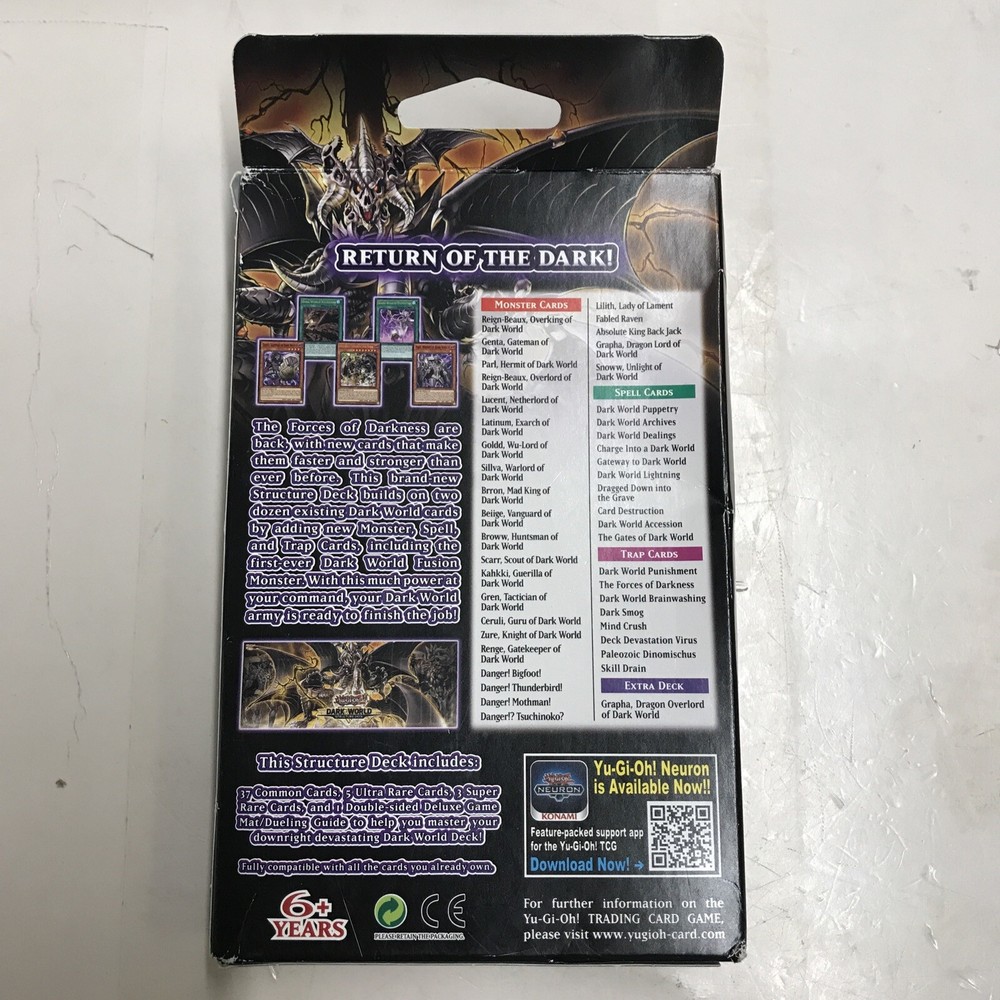 RETURN OF THE DARK!
The Forces of Darkness are
back, with new cards that make
them faster and stronger than
ever before. This brand-new
Structure Deck builds on two
dozen existing Dark World cards
by adding new Monster, Spell,
and Trap Cards, including the
first-ever Dark World Fusion
Monster. With this much power at
your command, your Dark World
army is ready to finish the job!
DARK WORLD
MONSTER CARDS
Reign-Beaux, Overking of
Dark World
Genta, Gateman of
Dark World
Parl, Hermit of Dark World
Reign-Beaux, Overlord of
Dark World
Lucent, Netherlord of
Dark World
Latinum, Exarch of
Dark World
Goldd, Wu-Lord of
Dark World
Sillva, Warlord of
Dark World
Brron, Mad King of
Dark World
Beiige, Vanguard of
Dark World
Broww, Huntsman of
Dark World
Scarr, Scout of Dark World
Kahkki, Guerilla of
Dark World
Gren, Tactician of
Dark World
Ceruli, Guru of Dark World
Zure, Knight of Dark World
Renge, Gatekeeper of
Dark World
Danger! Bigfoot!
Danger! Thunderbird!
Danger! Mothman!
Danger!? Tsuchinoko?
Lilith, Lady of Lament
Fabled Raven
Absolute King Back Jack
Grapha, Dragon Lord of
Dark World
Snoww, Unlight of
Dark World
SPELL CARDS
Dark World Puppetry
Dark World Archives
Dark World Dealings
Charge Into a Dark World
Gateway to Dark World
Dark World Lightning
Dragged Down into
the Grave
Card Destruction
Dark World Accession
The Gates of Dark World
TRAP CARDS
Dark World Punishment
The Forces of Darkness
Dark World Brainwashing
Dark Smog
Mind Crush
Deck Devastation Virus
Paleozoic Dinomischus
Skill Drain
EXTRA DECK
Grapha, Dragon Overlord
of Dark World
This Structure Deck includes:
37 Common Cards, 5 Ultra Rare Cards, 3 Super
Rare Cards, and 1 Double-sided Deluxe Game
Mat/Dueling Guide to help you master your
downright devastating Dark World Deck!
Fully compatible with all the cards you already own.
6+
YEARS
PLEASE RETAIN THE PACKAGING.
CE
NEURON
KONAMI
Yu-Gi-Oh! Neuron
is Available Now!!
Feature-packed support app
for the Yu-Gi-Oh! TCG
Download Now! →
For further information on the
Yu-Gi-Oh! TRADING CARD GAME,
please visit www.yugioh-card.com